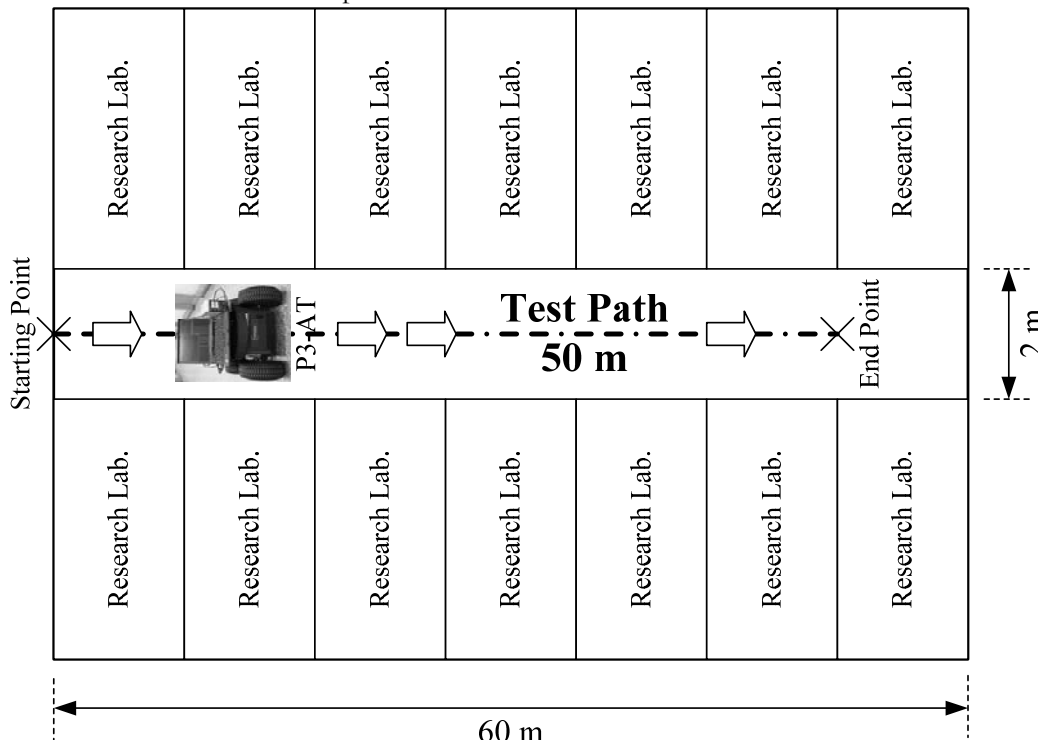 Research Lab.
Research Lab.
Research Lab.
Research Lab.
Research Lab.
Research Lab.
Research Lab.
Starting Point
P3-AT
Test Path
50 m
End Point
2 m
Research Lab.
Research Lab.
Research Lab.
Research Lab.
Research Lab.
Research Lab.
Research Lab.
60 m